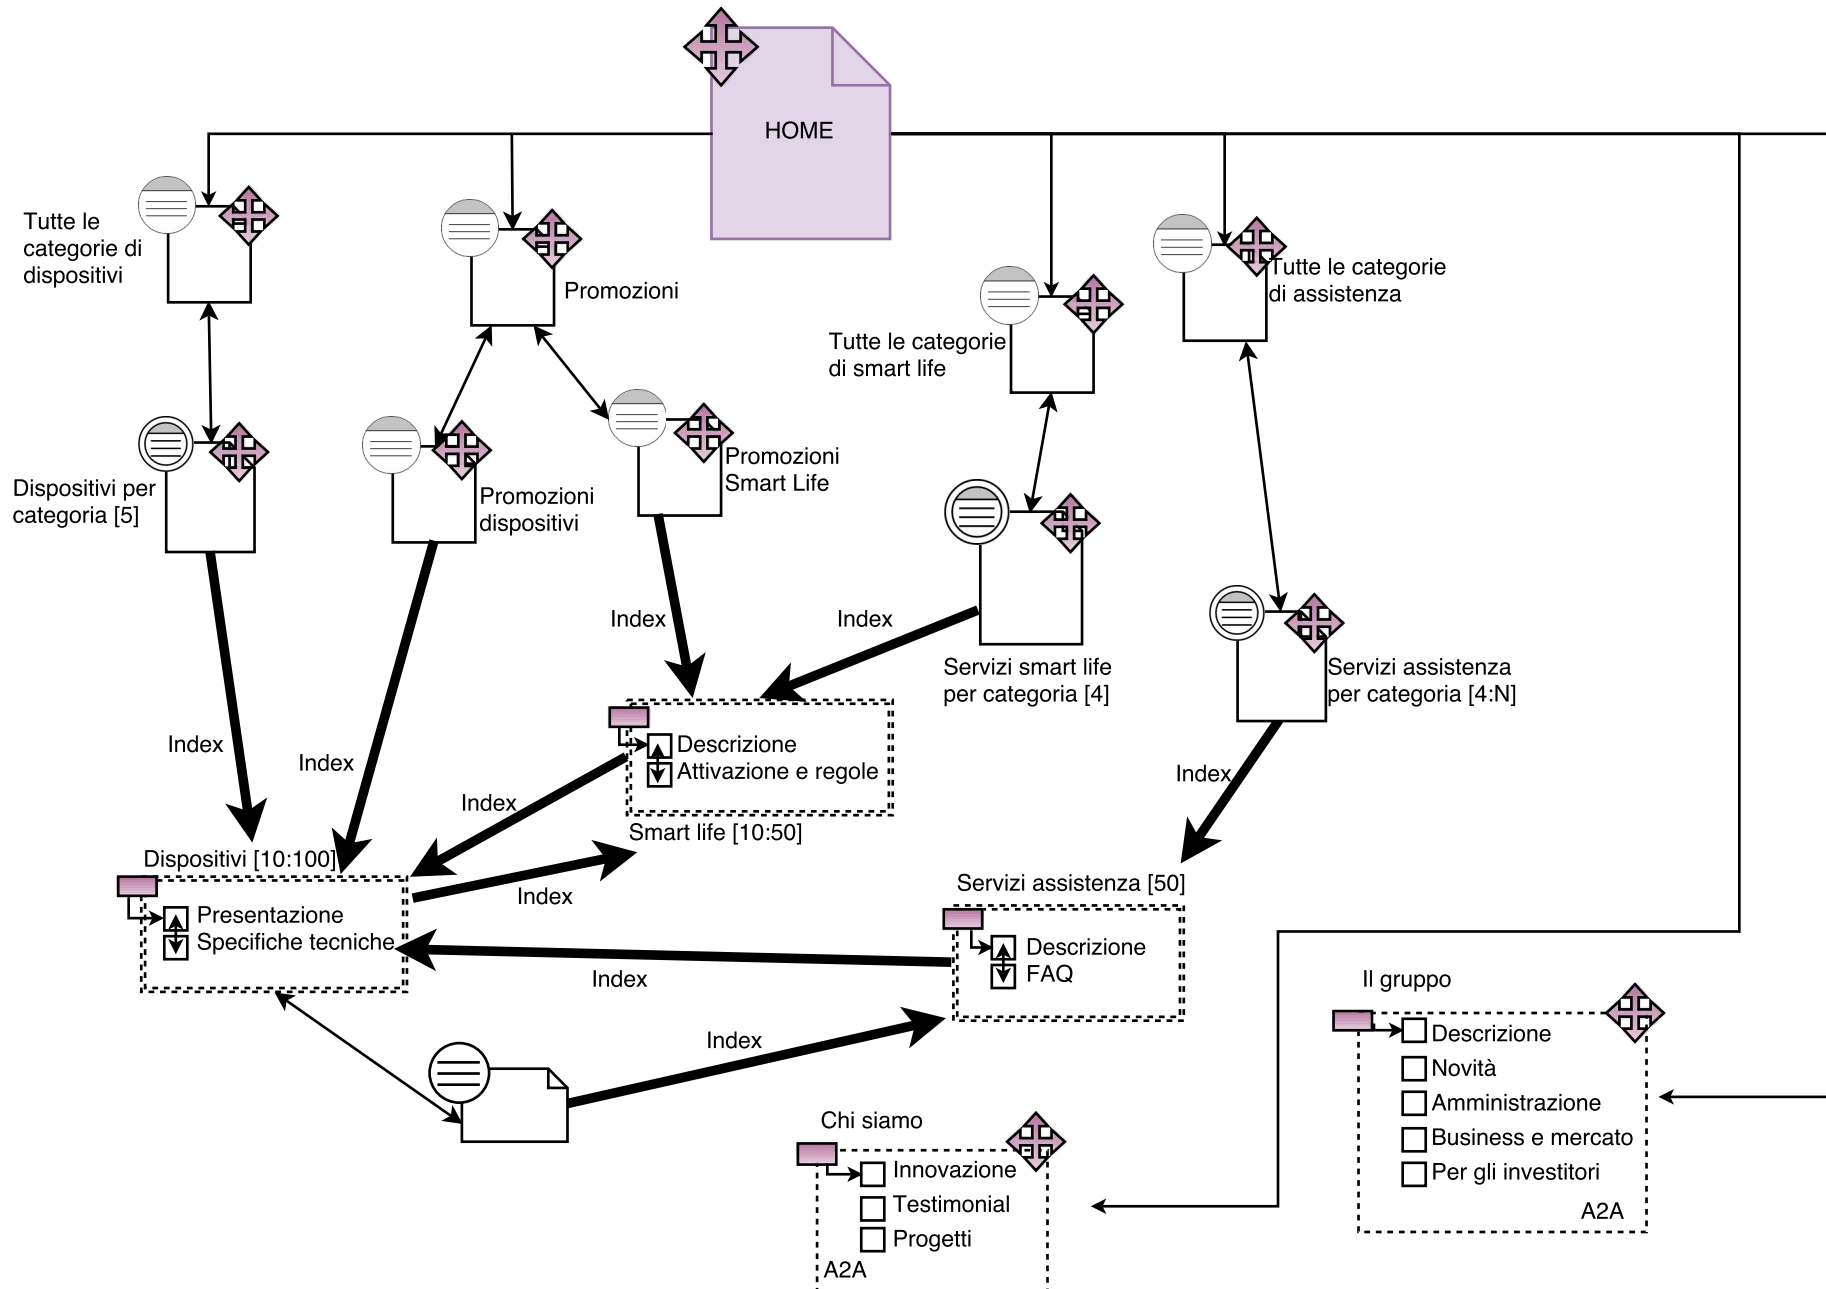 HOME
Tutte le
categorie di
dispositivi
Promozioni
Tutte le categorie
di assistenza
Tutte le categorie
di smart life
Dispositivi per
categoria [5]
Promozioni
dispositivi
Promozioni
Smart Life
Index
Index
Servizi smart life
per categoria [4]
Servizi assistenza
per categoria [4:N]
Index
Index
Descrizione
Attivazione e regole
Index
Index
Smart life [10:50]
Dispositivi [10:100]
Index
Servizi assistenza [50]
Presentazione
Specifiche tecniche
Descrizione
FAQ
Index
Index
Il gruppo
Descrizione
Novità
Amministrazione
Business e mercato
Per gli investitori
A2A
Chi siamo
Innovazione
Testimonial
Progetti
A2A